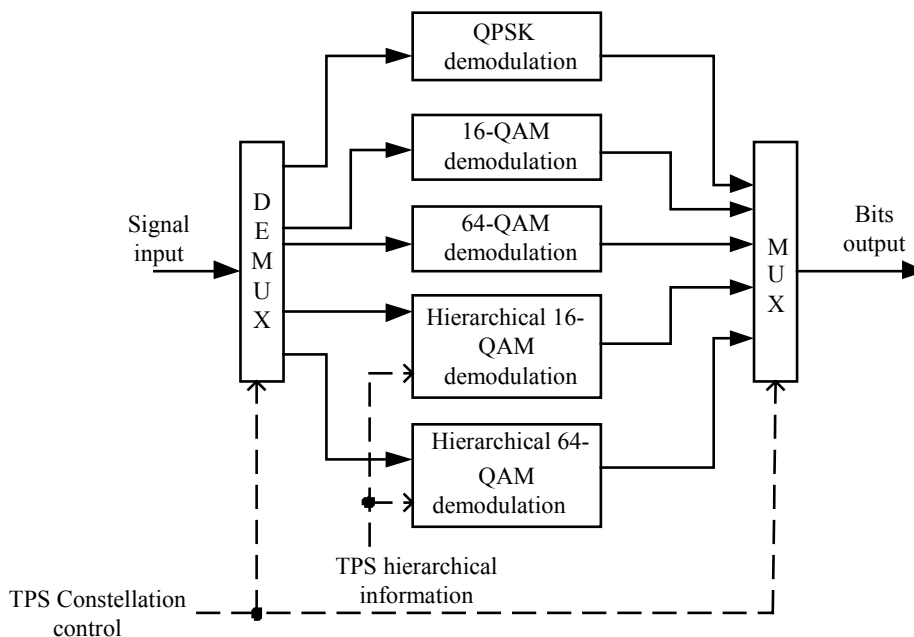 QPSK
demodulation
16-QAM
demodulation
64-QAM
demodulation
Hierarchical 16-
QAM
demodulation
Hierarchical 64-
QAM
demodulation
Signal
input
D
E
M
U
X
M
U
X
Bits
output
TPS hierarchical
information
TPS Constellation
control